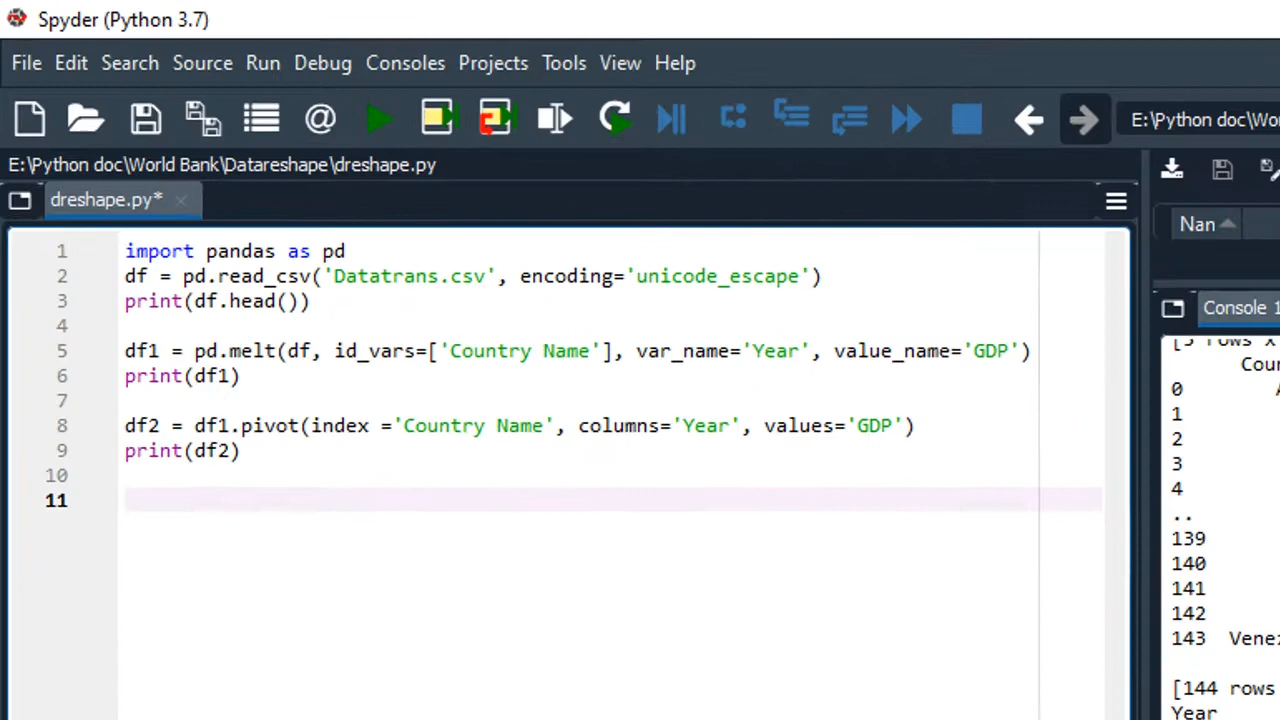 Spyder (Python 3.7)
File Edit Search Source Run Debug Consoles Projects Tools View Help
E:\Python doc\Wor
E:\Python doc\World Bank\Datareshape\dreshape.py
dreshape.py*
Nan
1 import pandas as pd
2 df = pd.read_csv('Datatrans.csv', encoding='unicode_escape')
3 print(df.head())
4
5 df1 = pd.melt(df, id_vars=['Country Name'], var_name='Year', value_name='GDP')
6 print(df1)
7
8 df2 = df1.pivot(index ='Country Name', columns='Year', values='GDP')
9 print(df2)
10
11
Console 1
[5 rows x
Coun
0 A
1
2
3
4
..
139
140
141
142
143 Venez
[144 rows
Year